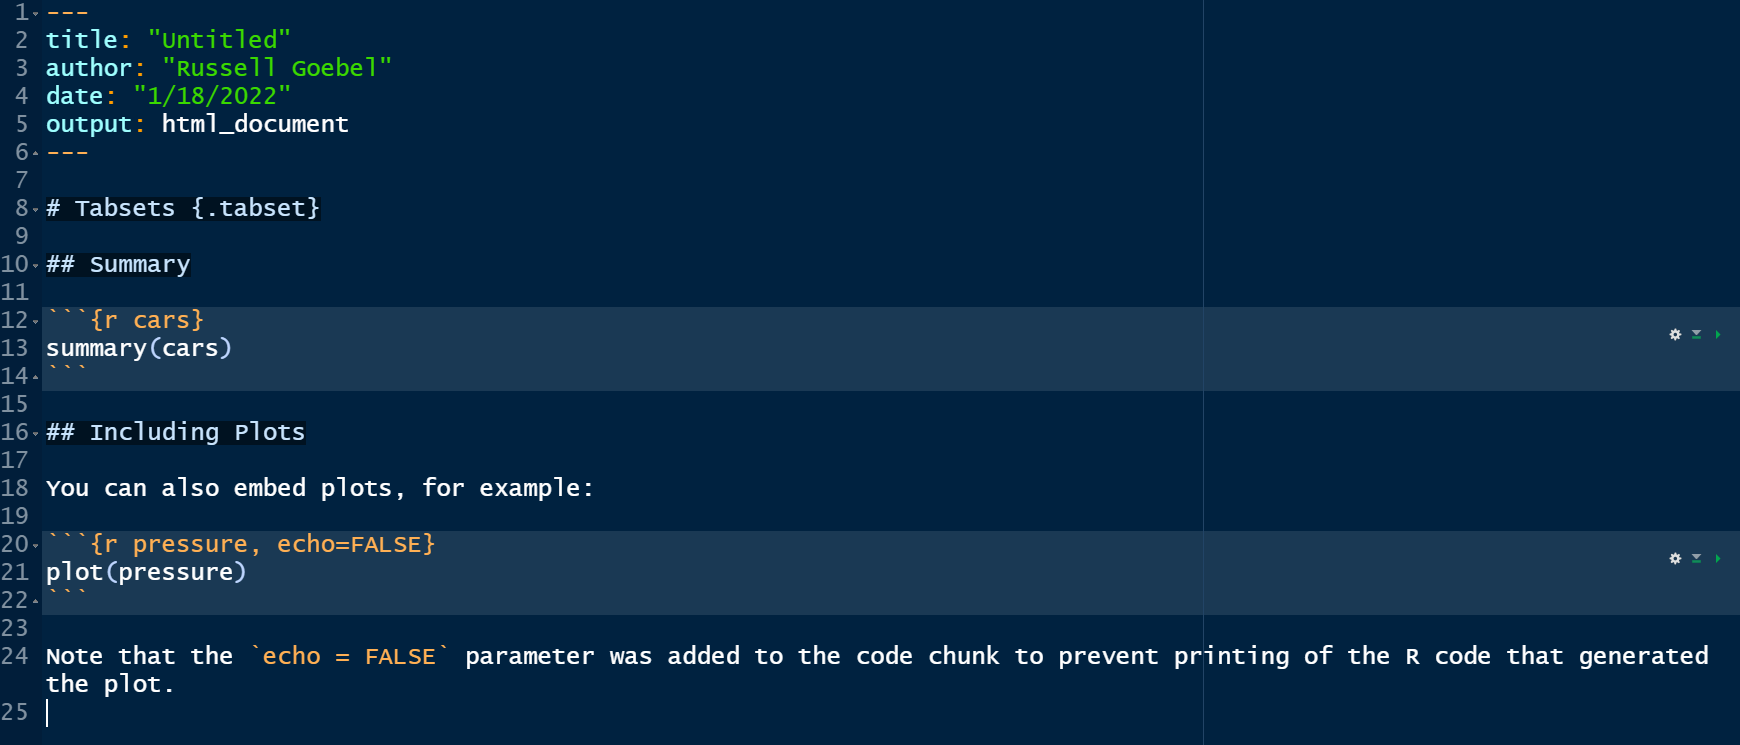 1 ---
2 title: "Untitled"
3 author: "Russell Goebel"
4 date: "1/18/2022"
5 output: html_document
6 ---
7
8 # Tabsets {.tabset}
9
10 ## Summary
11
12 ```{r cars}
13 summary(cars)
14 ```
15
16 ## Including Plots
17
18 You can also embed plots, for example:
19
20 ```{r pressure, echo=FALSE}
21 plot(pressure)
22 ```
23
24 Note that the `echo = FALSE` parameter was added to the code chunk to prevent printing of the R code that generated
the plot.
25